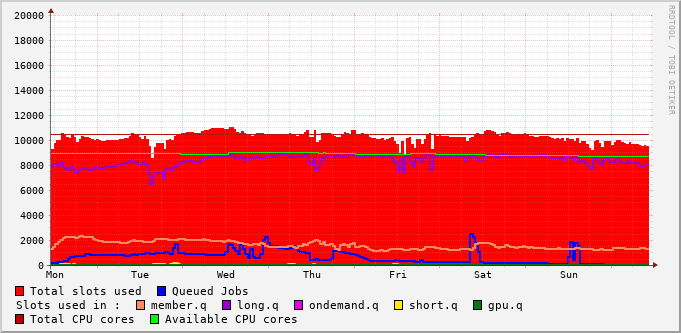 20000
18000
16000
14000
12000
10000
8000
6000
4000
2000
0
Mon Tue Wed Thu Fri Sat Sun
Total slots used Queued Jobs
Slots used in : member.q long.q ondemand.q short.q gpu.q
Total CPU cores Available CPU cores
RRDTOOL / TOBI OETIKER